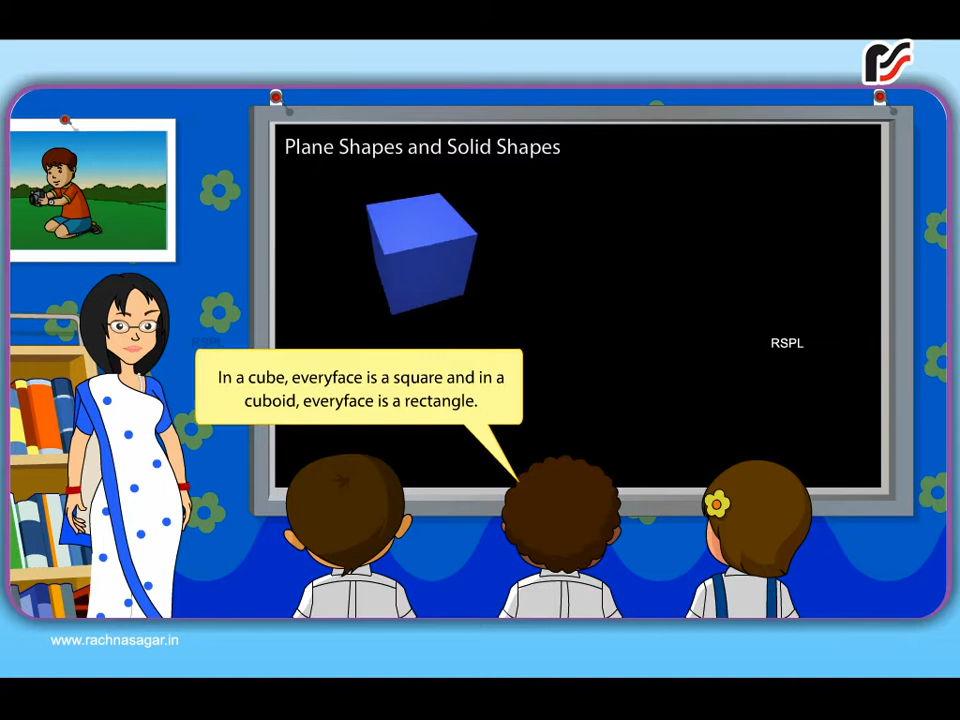 Plane Shapes and Solid Shapes
RSPL
RSPL
In a cube, everyface is a square and in a
cuboid, everyface is a rectangle.
www.rachnasagar.in